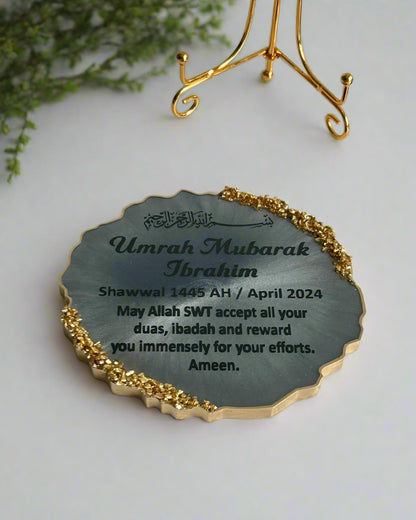 بسم الله الرحمن الرحيم
Umrah Mubarak
Ibrahim
Shawwal 1445 AH / April 2024
May Allah SWT accept all your
duas, ibadah and reward
you immensely for your efforts.
Ameen.